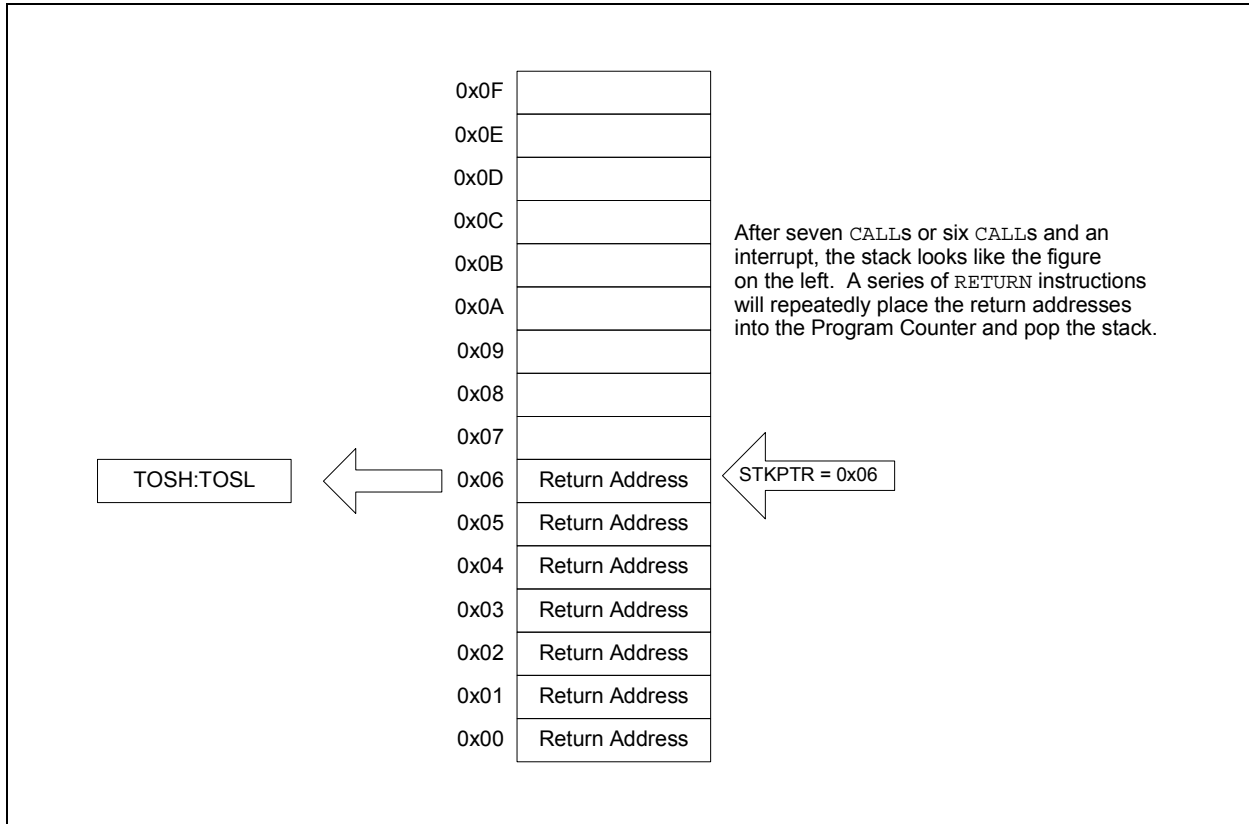 0x0F
0x0E
0x0D
0x0C
0x0B
0x0A
0x09
0x08
0x07
After seven CALLs or six CALLs and an
interrupt, the stack looks like the figure
on the left. A series of RETURN instructions
will repeatedly place the return addresses
into the Program Counter and pop the stack.
TOSH:TOSL
0x06 Return Address
STKPTR = 0x06
0x05 Return Address
0x04 Return Address
0x03 Return Address
0x02 Return Address
0x01 Return Address
0x00 Return Address